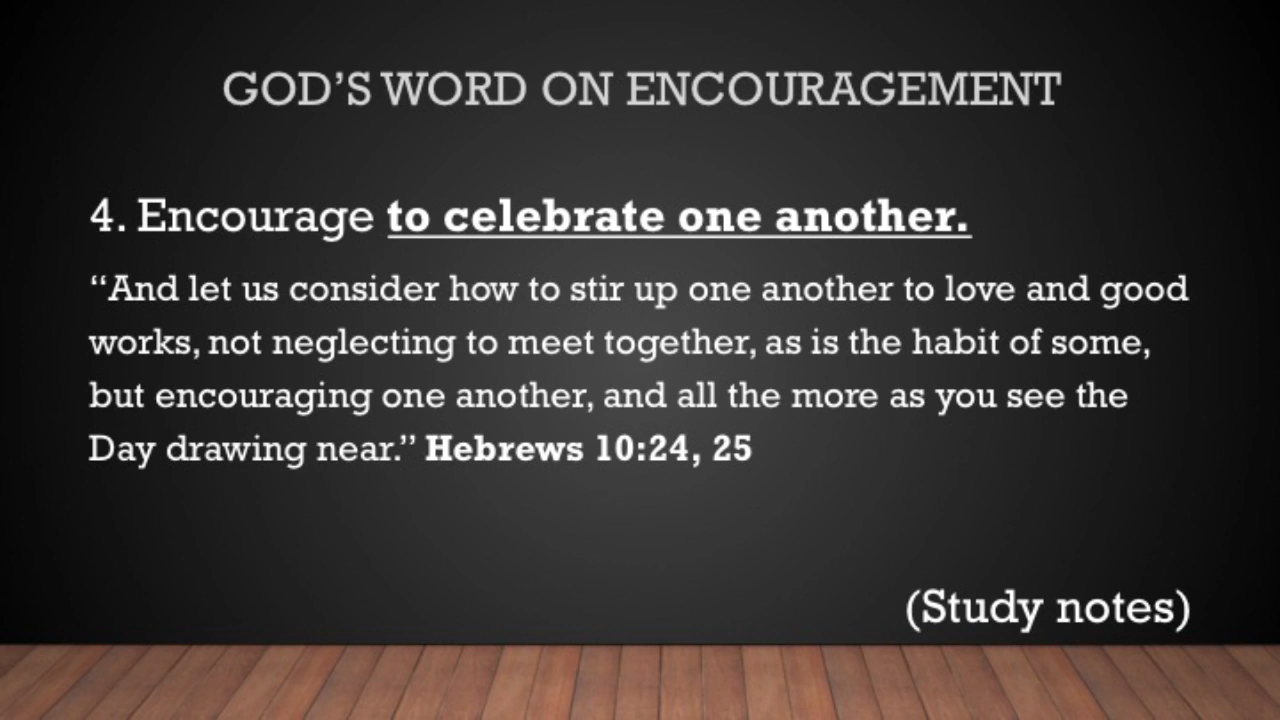 GOD’S WORD ON ENCOURAGEMENT
4. Encourage to celebrate one another.
“And let us consider how to stir up one another to love and good
works, not neglecting to meet together, as is the habit of some,
but encouraging one another, and all the more as you see the
Day drawing near.” Hebrews 10:24, 25
(Study notes)